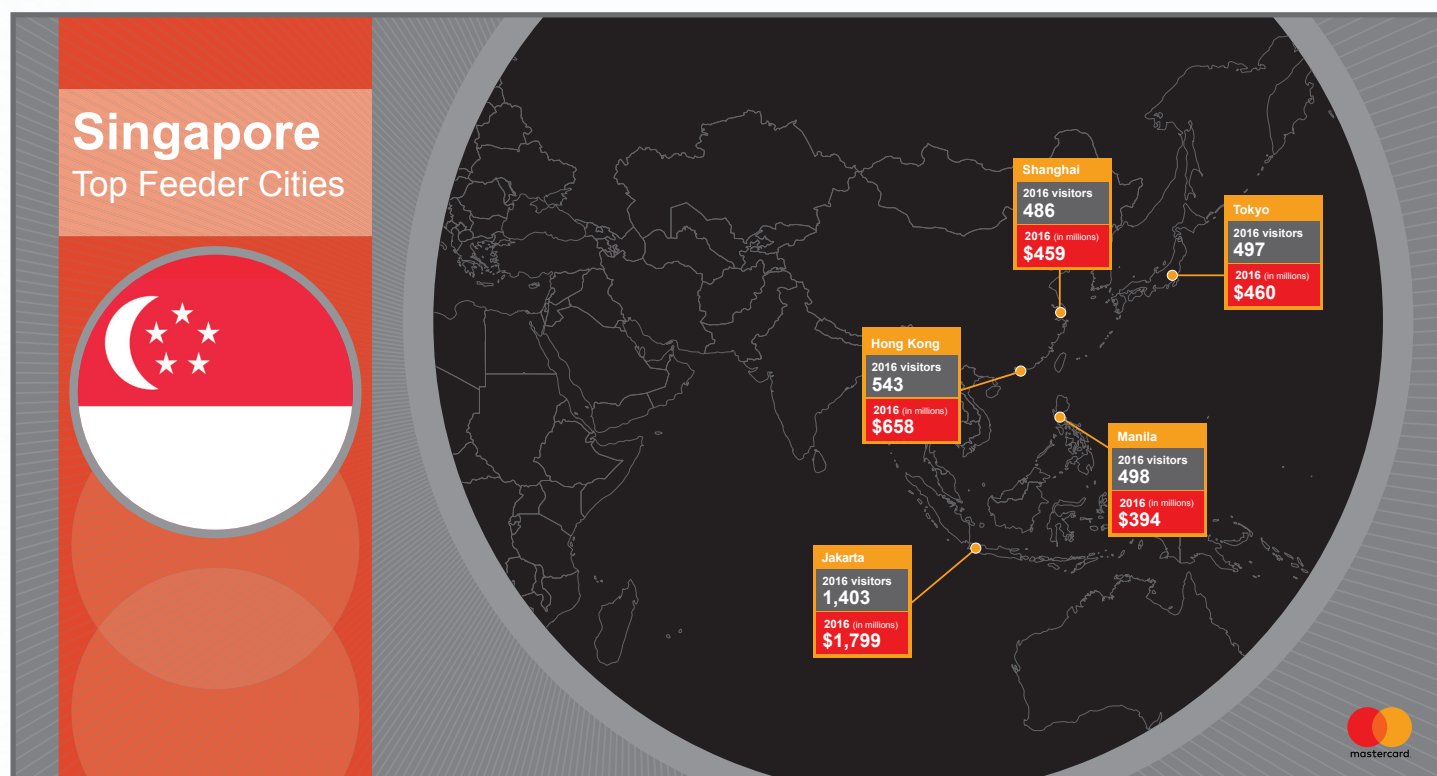 Singapore
Top Feeder Cities
Shanghai
2016 visitors
486
2016 (in millions)
$459
Tokyo
2016 visitors
497
2016 (in millions)
$460
Hong Kong
2016 visitors
543
2016 (in millions)
$658
Manila
2016 visitors
498
2016 (in millions)
$394
Jakarta
2016 visitors
1,403
2016 (in millions)
$1,799
mastercard